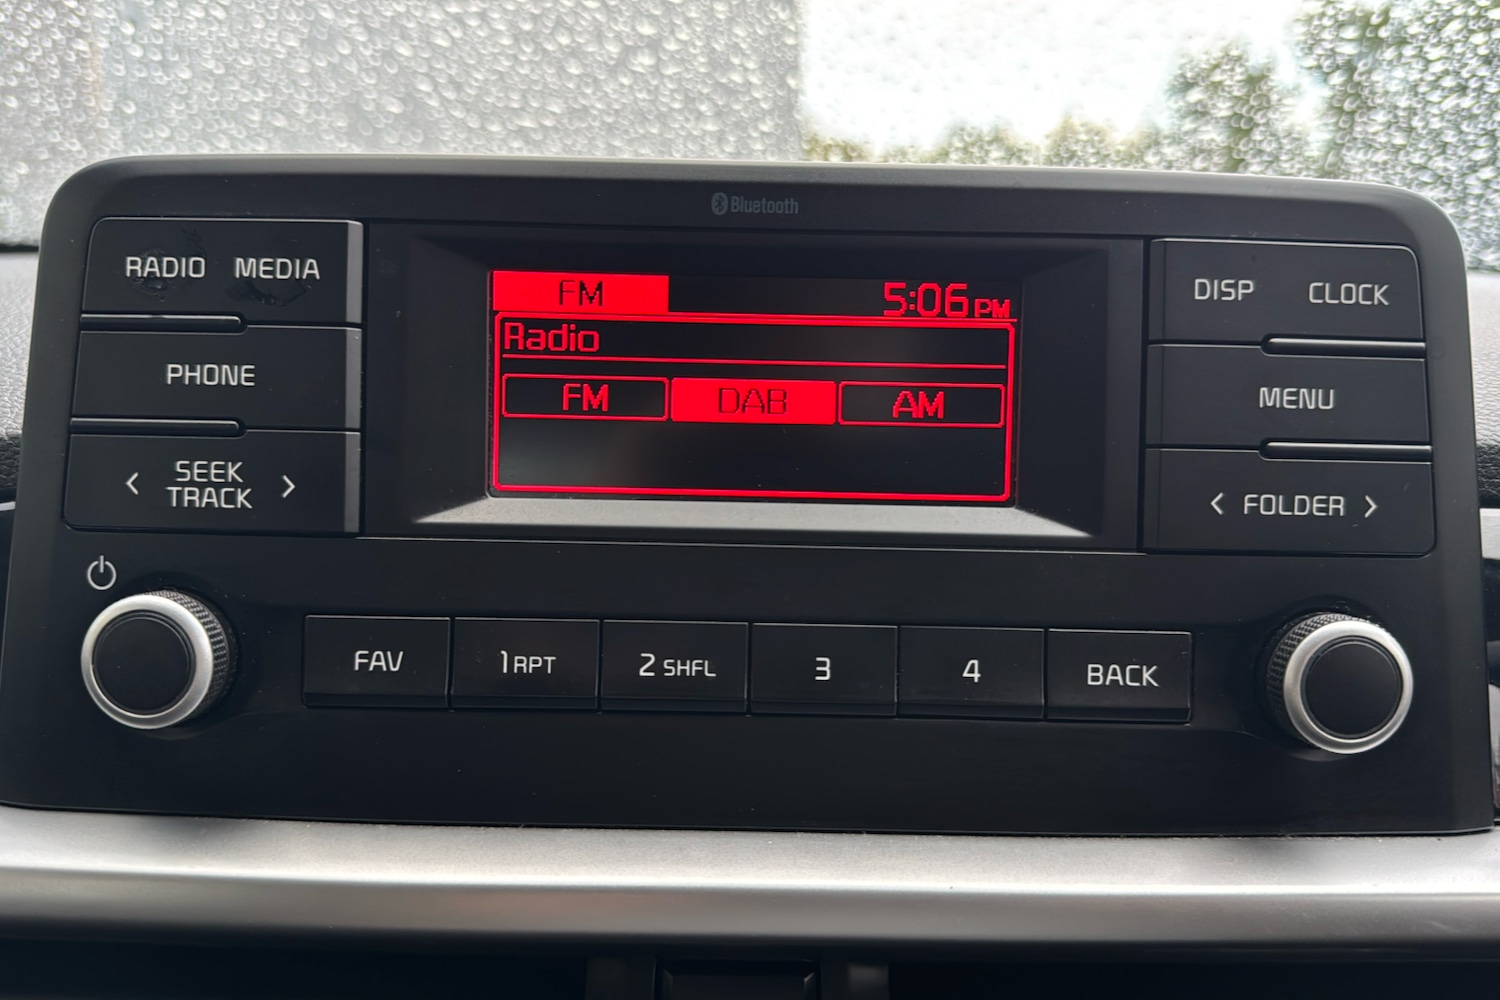 Bluetooth
RADIO MEDIA
PHONE
< SEEK TRACK >
FM 5:06 PM
Radio
FM DAB AM
DISP CLOCK
MENU
< FOLDER >
FAV 1 RPT 2 SHFL 3 4 BACK